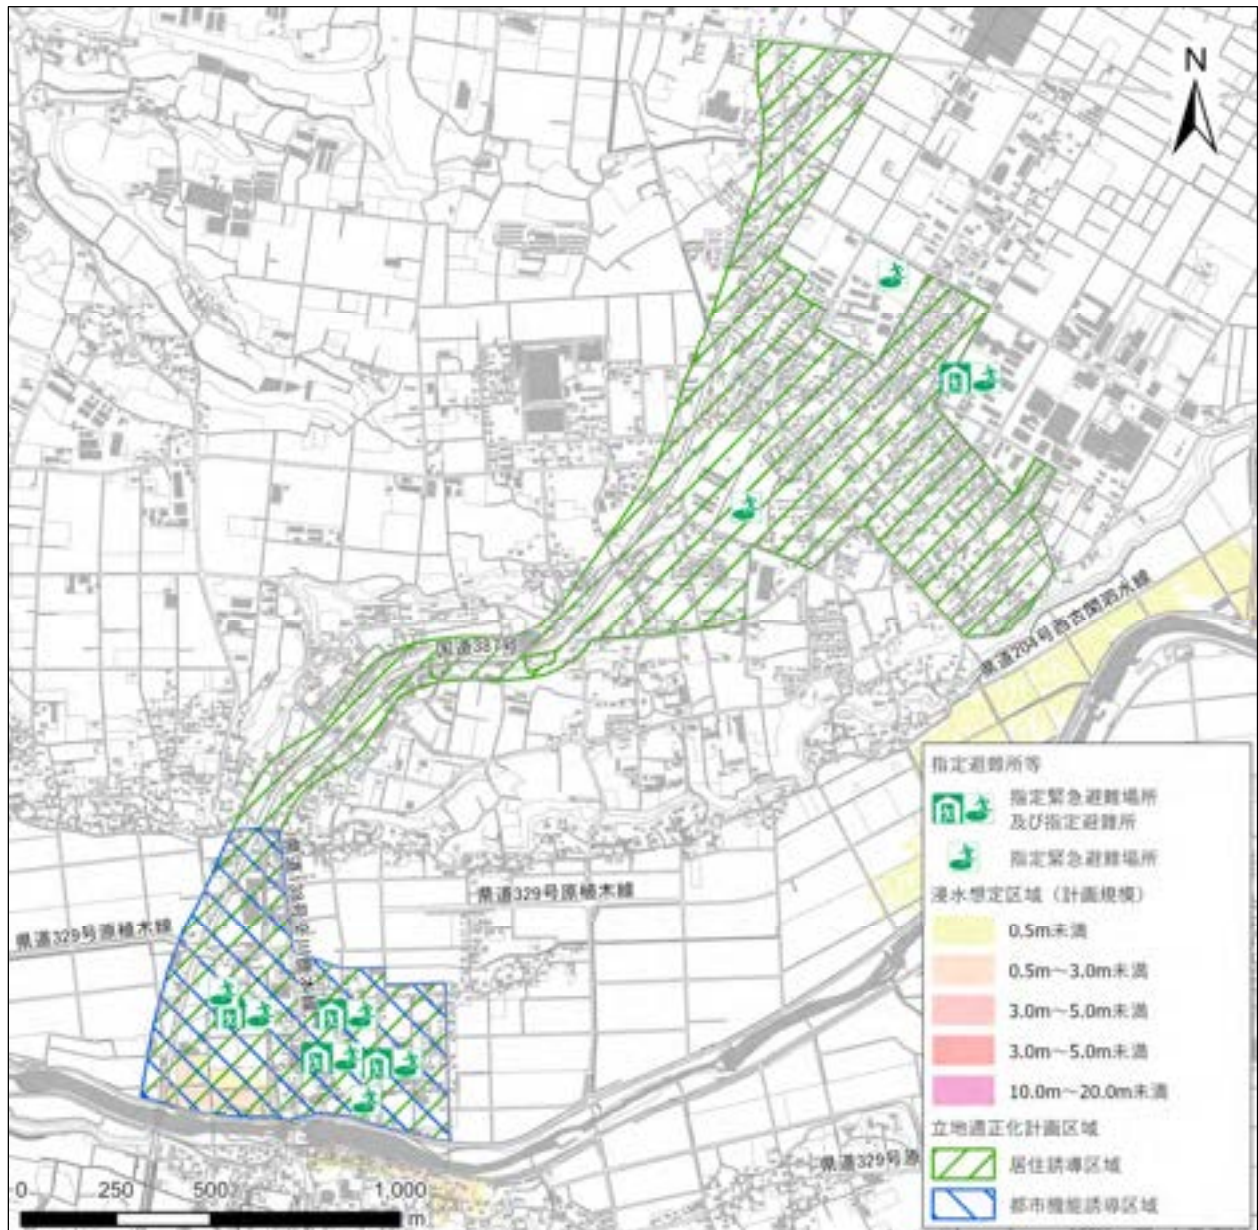 N
国道387号
県道204号西古閑泗水線
県道329号原植木線
県道329号原植木線
県道329号原
指定避難所等
指定緊急避難場所
及び指定避難所
指定緊急避難場所
浸水想定区域（計画規模）
0.5m未満
0.5m～3.0m未満
3.0m～5.0m未満
3.0m～5.0m未満
10.0m～20.0m未満
立地適正化計画区域
居住誘導区域
都市機能誘導区域
0 250 500 1,000
m